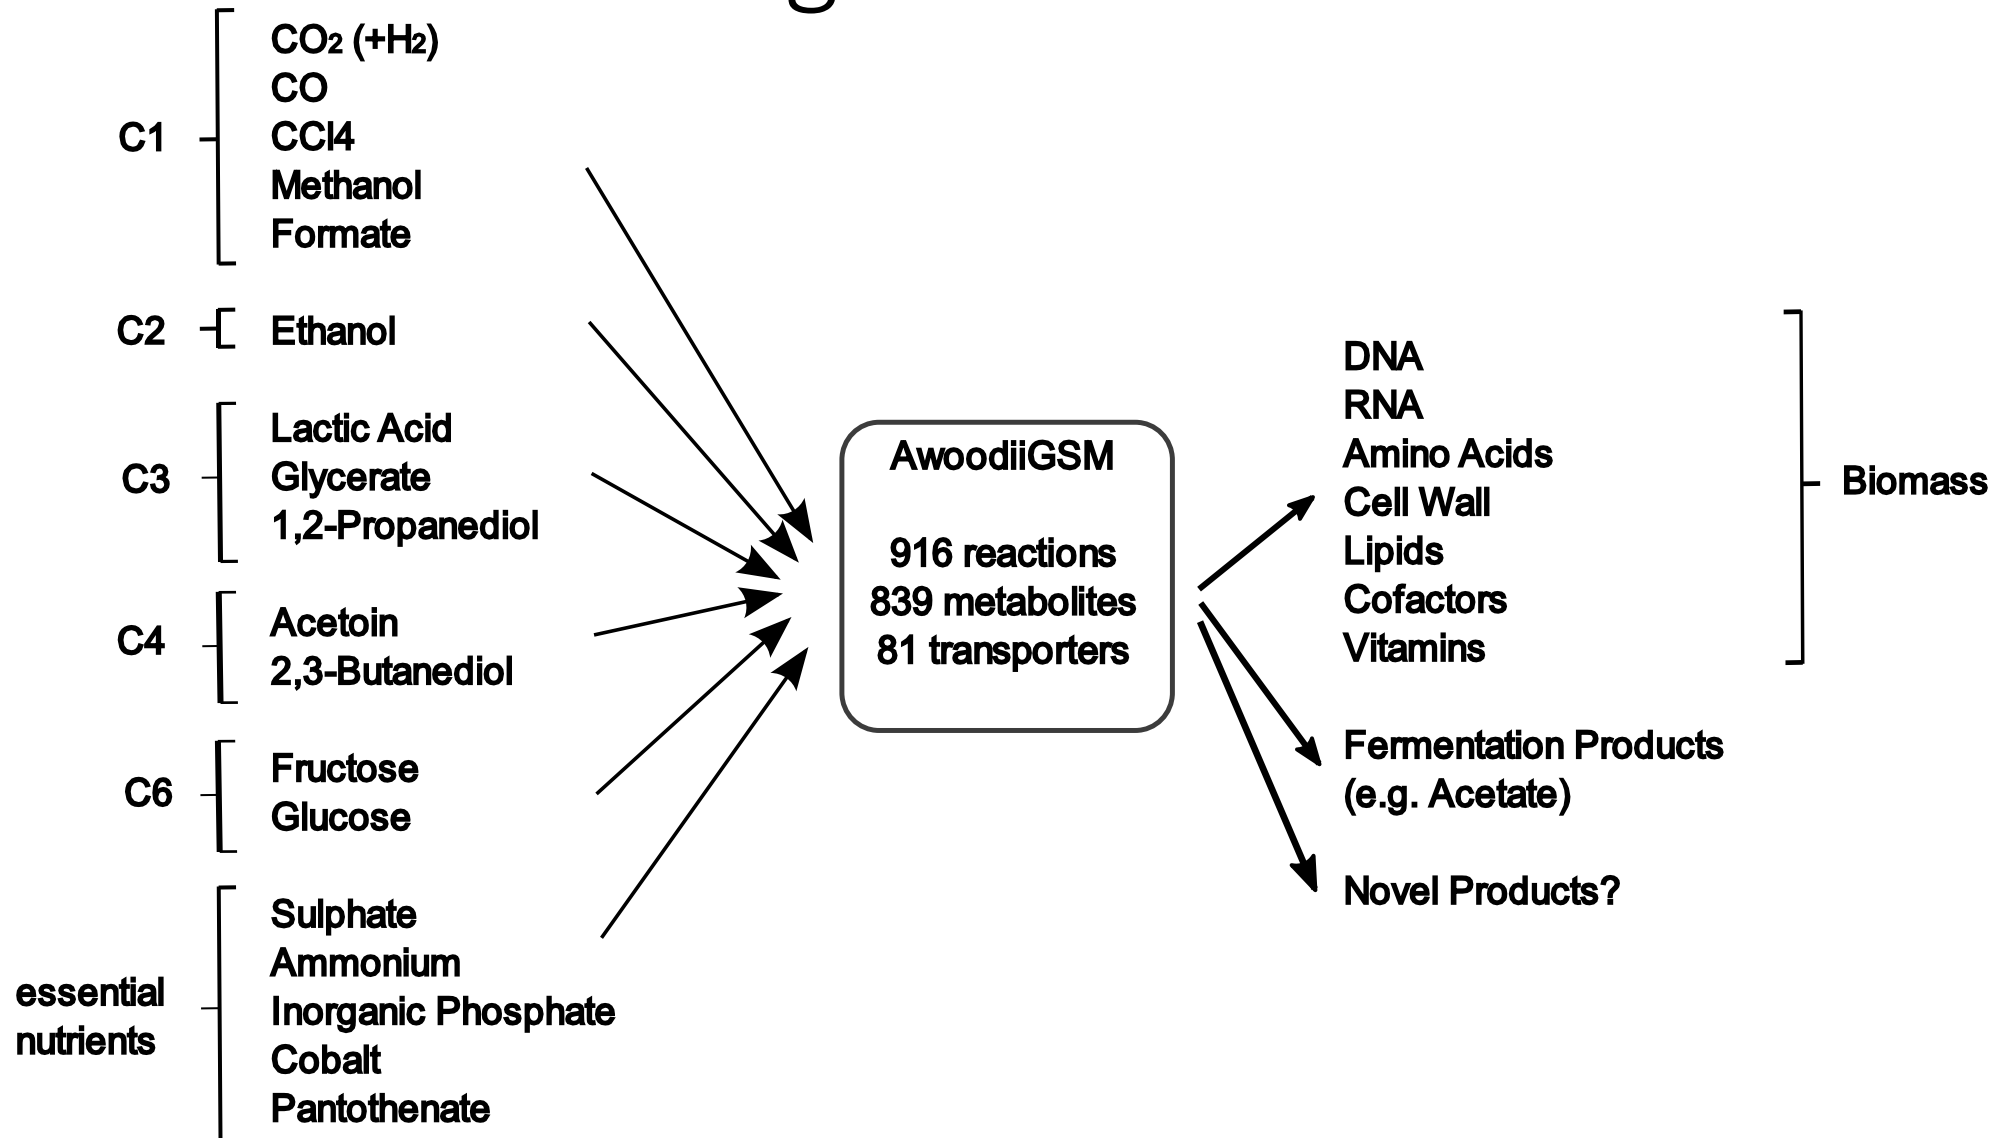 C1
CO₂ (+H₂)
CO
CCl4
Methanol
Formate
C2
Ethanol
C3
Lactic Acid
Glycerate
1,2-Propanediol
C4
Acetoin
2,3-Butanediol
C6
Fructose
Glucose
essential
nutrients
Sulphate
Ammonium
Inorganic Phosphate
Cobalt
Pantothenate
AwoodiiGSM
916 reactions
839 metabolites
81 transporters
DNA
RNA
Amino Acids
Cell Wall
Lipids
Cofactors
Vitamins
Biomass
Fermentation Products
(e.g. Acetate)
Novel Products?